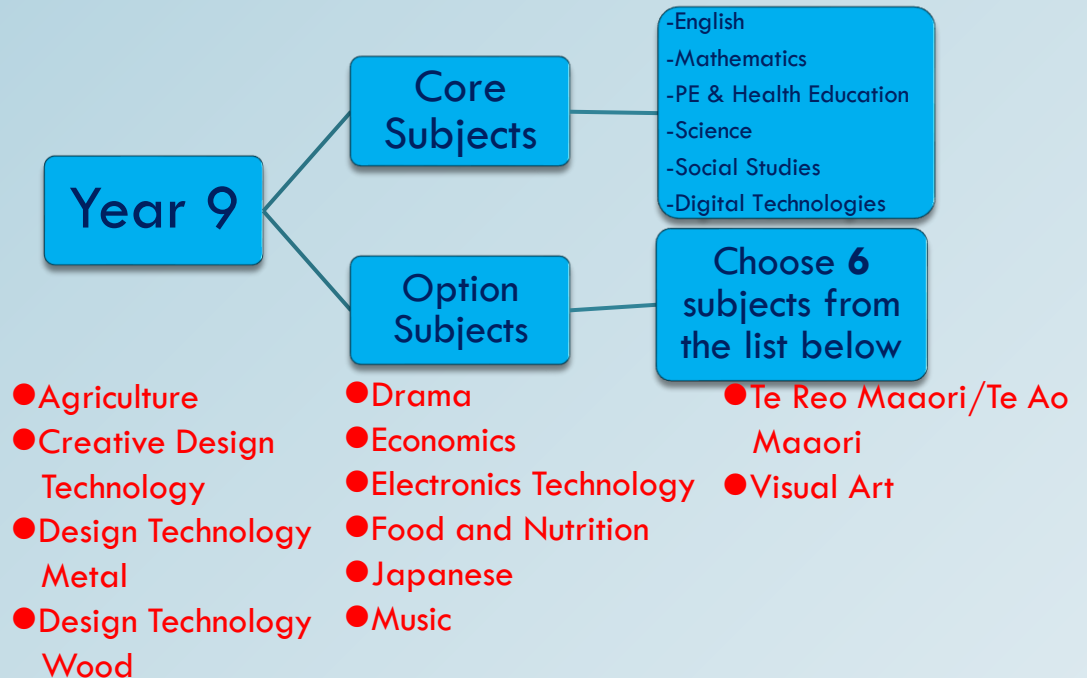 Year 9
Core
Subjects
-English
-Mathematics
-PE & Health Education
-Science
-Social Studies
-Digital Technologies
Option
Subjects
Choose 6
subjects from
the list below
●Agriculture
●Creative Design
Technology
●Design Technology
Metal
●Design Technology
Wood
●Drama
●Economics
●Electronics Technology
●Food and Nutrition
●Japanese
●Music
●Te Reo Maaori/Te Ao
Maaori
●Visual Art